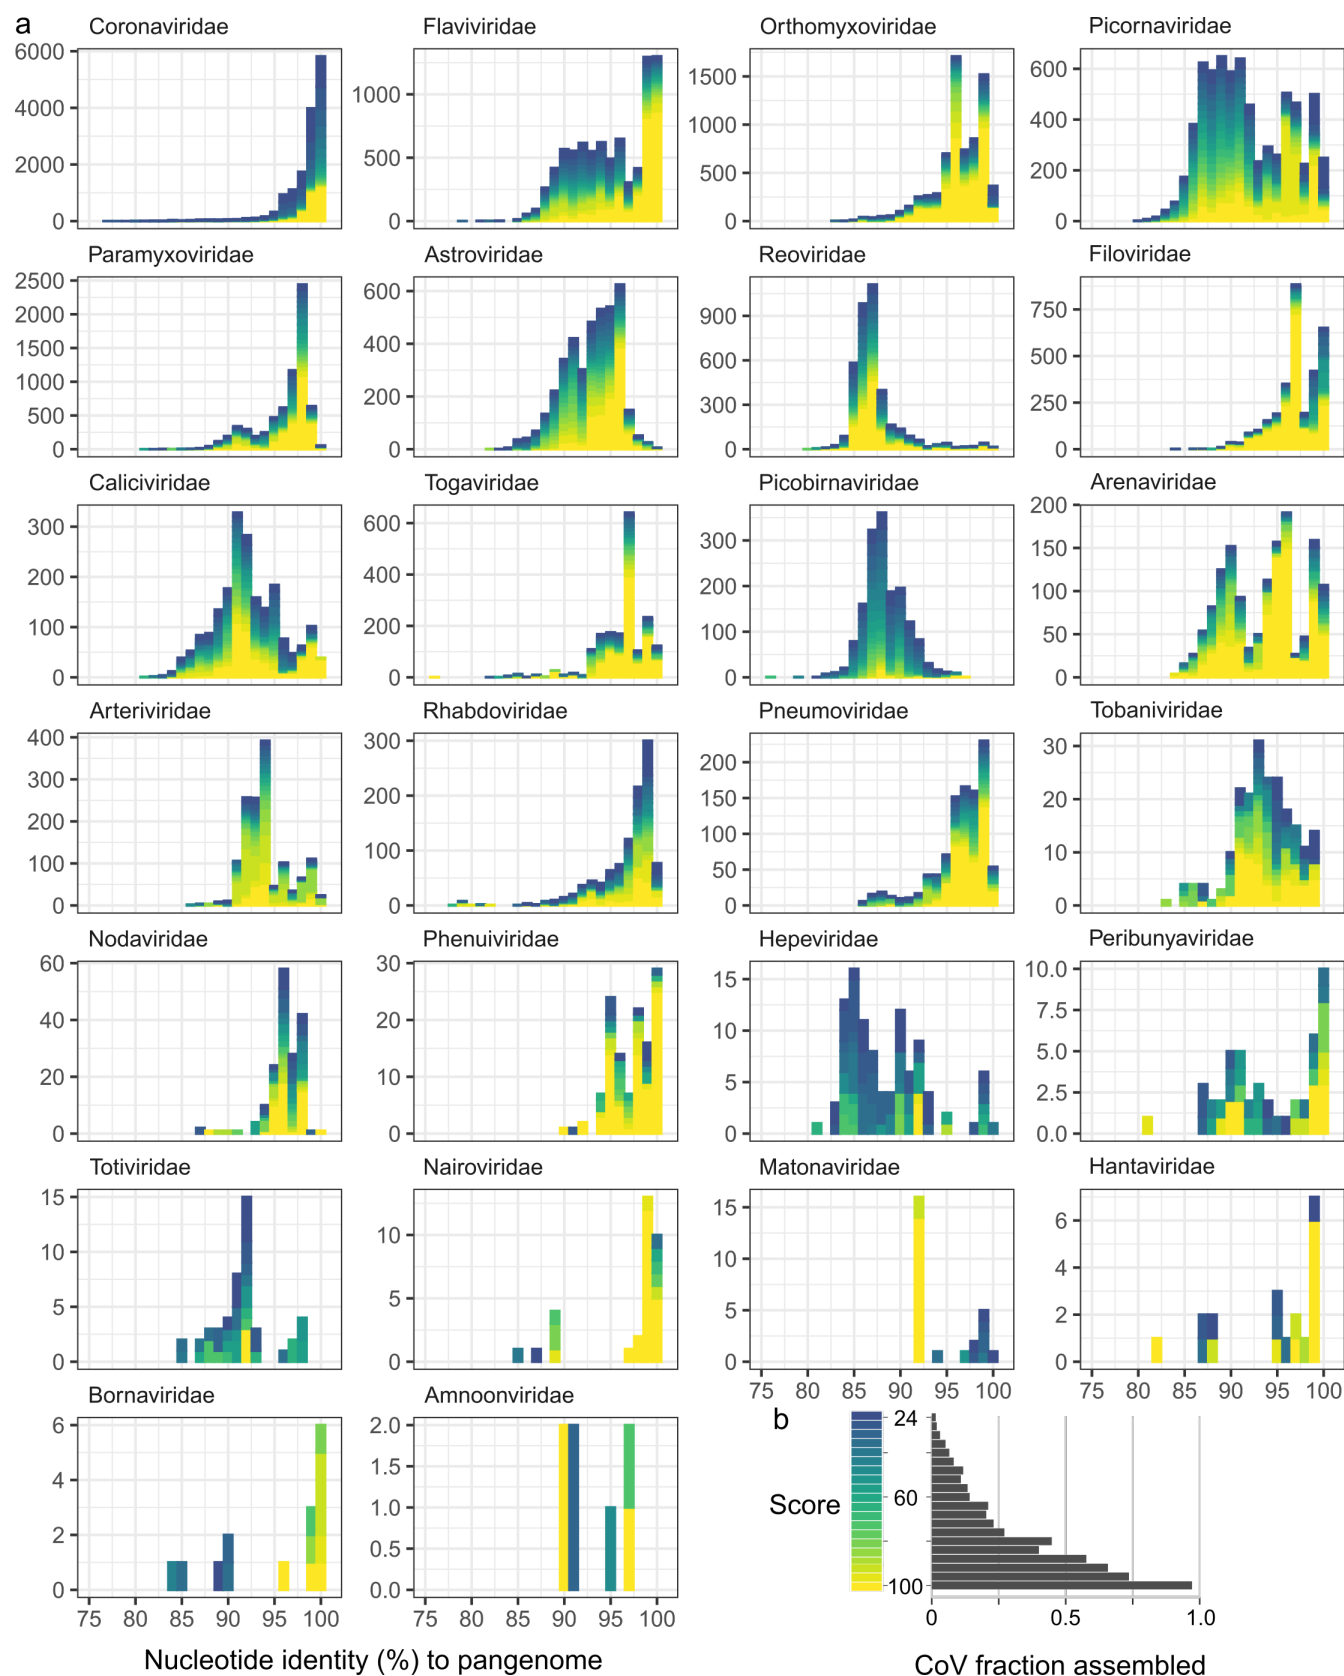 a
Coronaviridae Flaviviridae Orthomyxoviridae Picornaviridae
6000 4000 2000 0
1000 500 0
1500 1000 500 0
600 400 200 0
Paramyxoviridae Astroviridae Reoviridae Filoviridae
2500 2000 1500 1000 500 0
600 400 200 0
900 600 300 0
750 500 250 0
Caliciviridae Togaviridae Picobirnaviridae Arenaviridae
300 200 100 0
600 400 200 0
300 200 100 0
200 150 100 50 0
Arteriviridae Rhabdoviridae Pneumoviridae Tobaniviridae
400 300 200 100 0
300 200 100 0
200 150 100 50 0
30 20 10 0
Nodaviridae Phenuiviridae Hepeviridae Peribunyaviridae
60 40 20 0
30 20 10 0
15 10 5 0
10.0 7.5 5.0 2.5 0.0
Totiviridae Nairoviridae Matonaviridae Hantaviridae
15 10 5 0
10 5 0
15 10 5 0
6 4 2 0
75 80 85 90 95 100 75 80 85 90 95 100
Bornaviridae Amnoonviridae
6 4 2 0
2.0 1.5 1.0 0.5 0.0
75 80 85 90 95 100 75 80 85 90 95 100
Nucleotide identity (%) to pangenome
b
Score
24
60
100
0 0.5 1.0
CoV fraction assembled